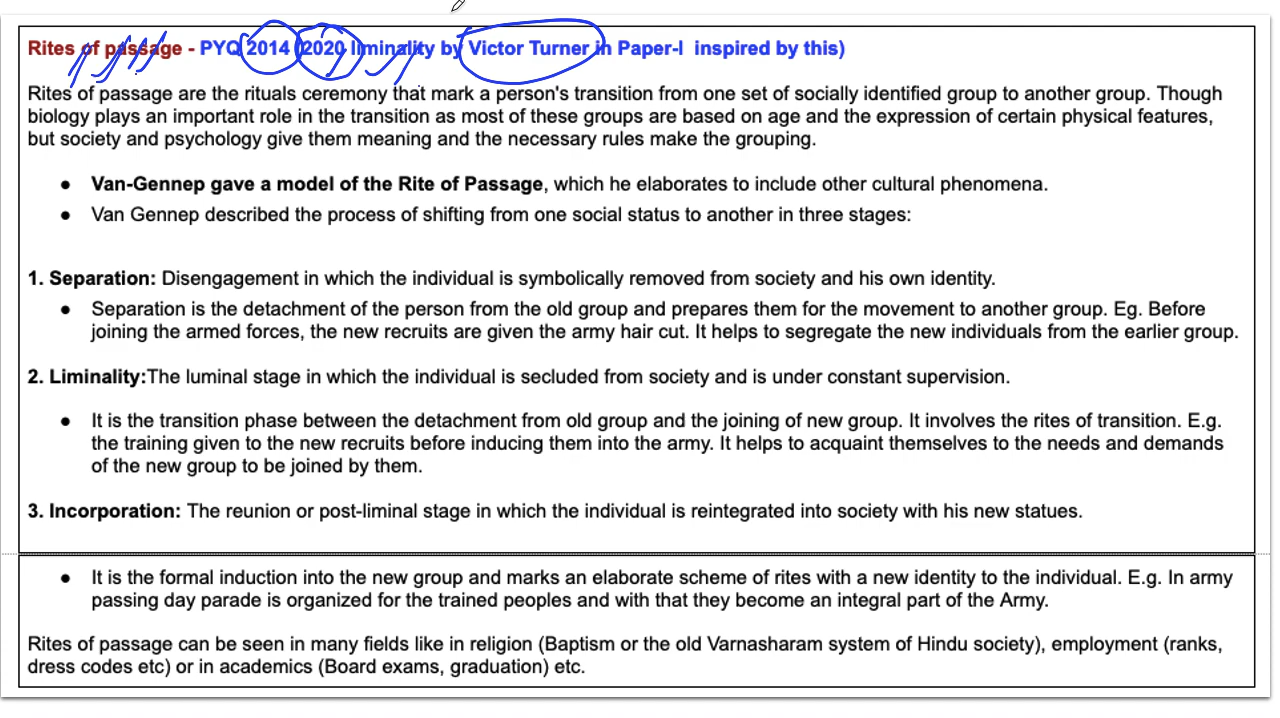 Rites of passage - PYQ 2014 (2020 liminality by Victor Turner in Paper-I inspired by this)
Rites of passage are the rituals ceremony that mark a person's transition from one set of socially identified group to another group. Though
biology plays an important role in the transition as most of these groups are based on age and the expression of certain physical features,
but society and psychology give them meaning and the necessary rules make the grouping.
● Van-Gennep gave a model of the Rite of Passage, which he elaborates to include other cultural phenomena.
● Van Gennep described the process of shifting from one social status to another in three stages:
1. Separation: Disengagement in which the individual is symbolically removed from society and his own identity.
● Separation is the detachment of the person from the old group and prepares them for the movement to another group. Eg. Before
joining the armed forces, the new recruits are given the army hair cut. It helps to segregate the new individuals from the earlier group.
2. Liminality:The luminal stage in which the individual is secluded from society and is under constant supervision.
● It is the transition phase between the detachment from old group and the joining of new group. It involves the rites of transition. E.g.
the training given to the new recruits before inducing them into the army. It helps to acquaint themselves to the needs and demands
of the new group to be joined by them.
3. Incorporation: The reunion or post-liminal stage in which the individual is reintegrated into society with his new statues.
● It is the formal induction into the new group and marks an elaborate scheme of rites with a new identity to the individual. E.g. In army
passing day parade is organized for the trained peoples and with that they become an integral part of the Army.
Rites of passage can be seen in many fields like in religion (Baptism or the old Varnasharam system of Hindu society), employment (ranks,
dress codes etc) or in academics (Board exams, graduation) etc.